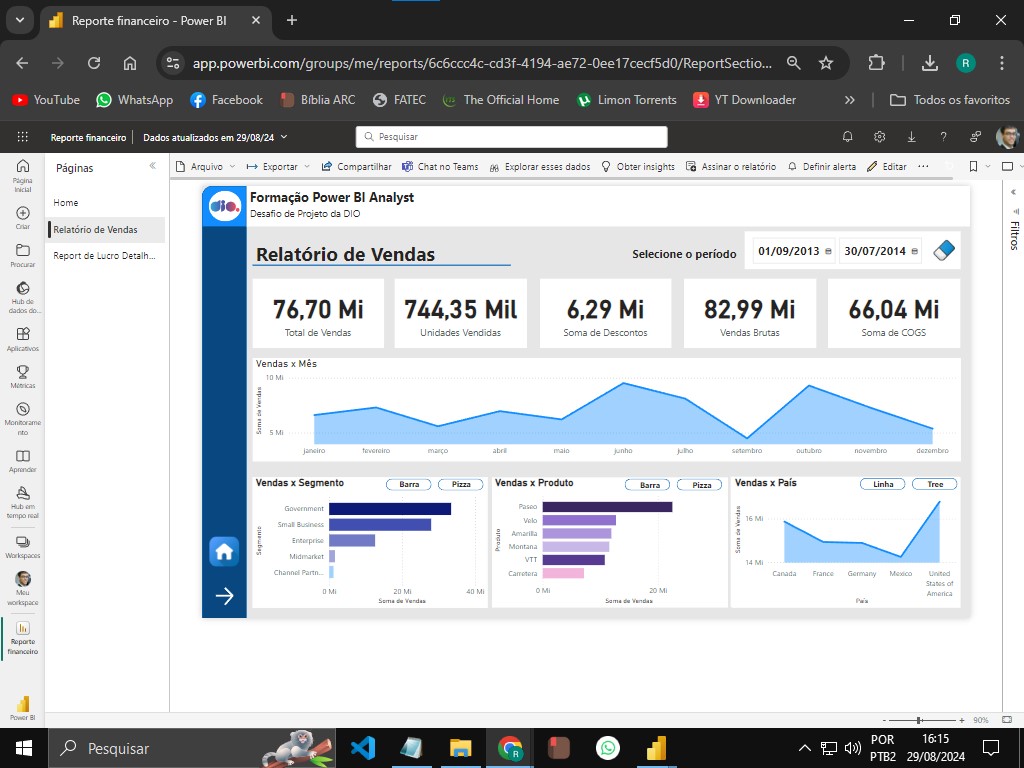 Reporte financeiro - Power BI
app.powerbi.com/groups/me/reports/6c6ccc4c-cd3f-4194-ae72-0ee17cecf5d0/ReportSectio...
R
YouTube WhatsApp Facebook Bíblia ARC FATEC The Official Home Limon Torrents YT Downloader Todos os favoritos
Reporte financeiro Dados atualizados em 29/08/24 Pesquisar
Página
Inicial
Criar
Procurar
Hub de
dados do...
Aplicativos
Métricas
Monitorame
nto
Aprender
Hub em
tempo real
Workspaces
Meu
workspace
Reporte
financeiro
Power BI
Páginas
Home
Relatório de Vendas
Report de Lucro Detalh...
Arquivo Exportar Compartilhar Chat no Teams Explorar esses dados Obter insights Assinar o relatório Definir alerta Editar ...
Filtros
dio.
Formação Power BI Analyst
Desafio de Projeto da DIO
Relatório de Vendas
Selecione o período 01/09/2013 30/07/2014
76,70 Mi 744,35 Mil 6,29 Mi 82,99 Mi 66,04 Mi
Total de Vendas Unidades Vendidas Soma de Descontos Vendas Brutas Soma de COGS
Vendas x Mês
Soma de Vendas
10 Mi
5 Mi
janeiro fevereiro março abril maio junho julho setembro outubro novembro dezembro
Vendas x Segmento Barra Pizza
Segmento
Government
Small Business
Enterprise
Midmarket
Channel Partn...
0 Mi 20 Mi 40 Mi
Soma de Vendas
Vendas x Produto Barra Pizza
Produto
Paseo
Velo
Amarilla
Montana
VTT
Carretera
0 Mi 20 Mi
Soma de Vendas
Vendas x País Linha Tree
Soma de Vendas
16 Mi
14 Mi
Canada France Germany Mexico United
States of
America
País
90%
Pesquisar
R
POR
PTB2
16:15
29/08/2024